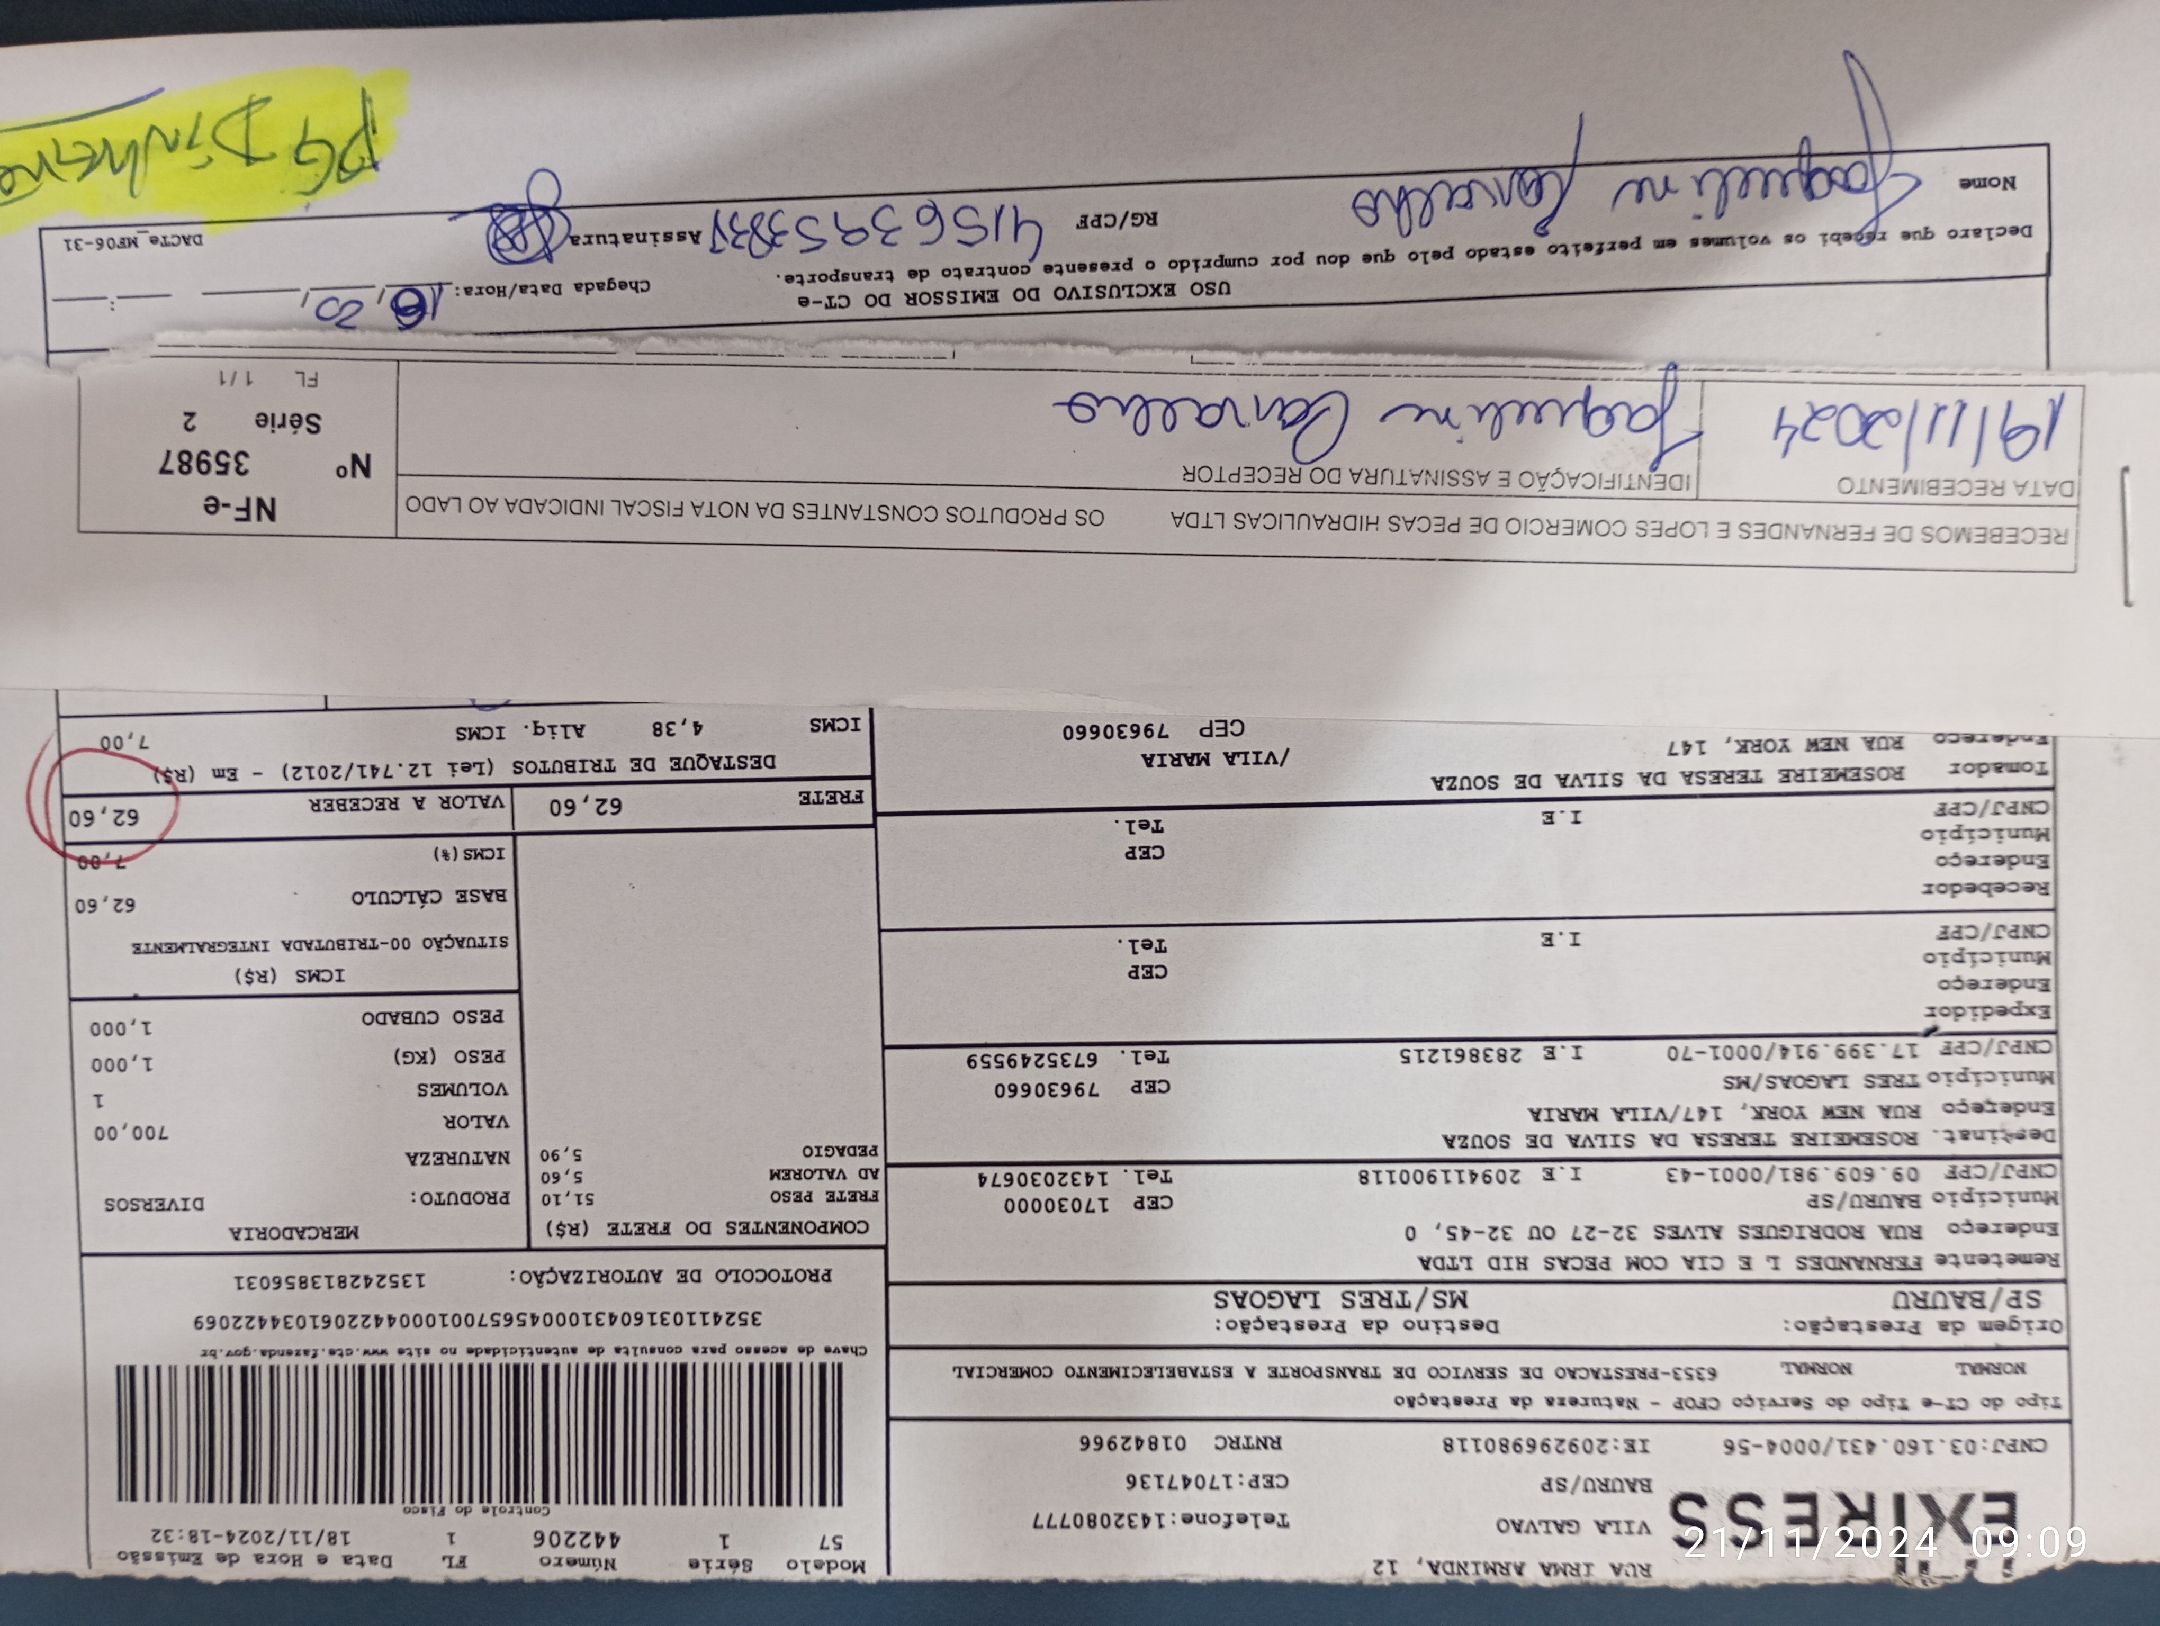 RUA IRMA ARMINDA, 12
EXPRESS
VILA GALVAO
Telefone:1432080777
BAURU/SP
CEP:17047136
CNPJ:03.160.431/0004-56 IE:209296980118 RNTRC 01842966
Modelo Série Número FL Data e Hora de Emissão
57 1 442206 1 18/11/2024-18:32
Controle do Fisco
Tipo do CT-e Tipo do Serviço CFOP - Natureza da Prestação
NORMAL NORMAL 6353-PRESTACAO DE SERVICO DE TRANSPORTE A ESTABELECIMENTO COMERCIAL
Chave de acesso para consulta de autenticidade no site www.cte.fazenda.gov.br
35241103160431000456570010004422061034422069
Origem da Prestação: Destino da Prestação:
SP/BAURU MS/TRES LAGOAS
PROTOCOLO DE AUTORIZAÇÃO: 135242813856031
Remetente FERNANDES L E CIA COM PECAS HID LTDA
Endereço RUA RODRIGUES ALVES 32-27 OU 32-45, 0
Município BAURU/SP CEP 17030000
CNPJ/CPF 09.609.981/0001-43 I.E 209411900118 Tel. 1432030674
Destinat. ROSEMEIRE TERESA DA SILVA DE SOUZA
Endereço RUA NEW YORK, 147/VILA MARIA
Município TRES LAGOAS/MS CEP 79630660
CNPJ/CPF 17.399.914/0001-70 I.E 283861215 Tel. 6735249559
Expedidor
Endereço
Município CEP
CNPJ/CPF I.E Tel.
Recebedor
Endereço
Município CEP
CNPJ/CPF I.E Tel.
Tomador ROSEMEIRE TERESA DA SILVA DE SOUZA /VILA MARIA
Endereço RUA NEW YORK, 147 CEP 79630660
COMPONENTES DO FRETE (R$)
FRETE PESO 51,10
AD VALOREM 5,60
PEDAGIO 5,90
FRETE 62,60
MERCADORIA
PRODUTO: DIVERSOS
NATUREZA
VALOR 700,00
VOLUMES 1
PESO (KG) 1,000
PESO CUBADO 1,000
ICMS (R$)
SITUAÇÃO 00-TRIBUTADA INTEGRALMENTE
BASE CÁLCULO 62,60
ICMS(%) 7,00
VALOR A RECEBER 62,60
DESTAQUE DE TRIBUTOS (Lei 12.741/2012) - Em (R$)
ICMS 4,38 Aliq. ICMS 7,00
RECEBEMOS DE FERNANDES E LOPES COMERCIO DE PECAS HIDRAULICAS LTDA OS PRODUTOS CONSTANTES DA NOTA FISCAL INDICADA AO LADO
DATA RECEBIMENTO IDENTIFICAÇÃO E ASSINATURA DO RECEPTOR
19/11/2024 Jaqueline Carvalho
NF-e
Nº 35987
Série 2
FL 1/1
USO EXCLUSIVO DO EMISSOR DO CT-e
Chegada Data/Hora:
Declaro que recebi os volumes em perfeito estado pelo que dou por cumprido o presente contrato de transporte.
Nome Jaqueline Carvalho RG/CPF Assinatura
DACTe_MF06-31
PG Dinheiro
21/11/2024 09:09